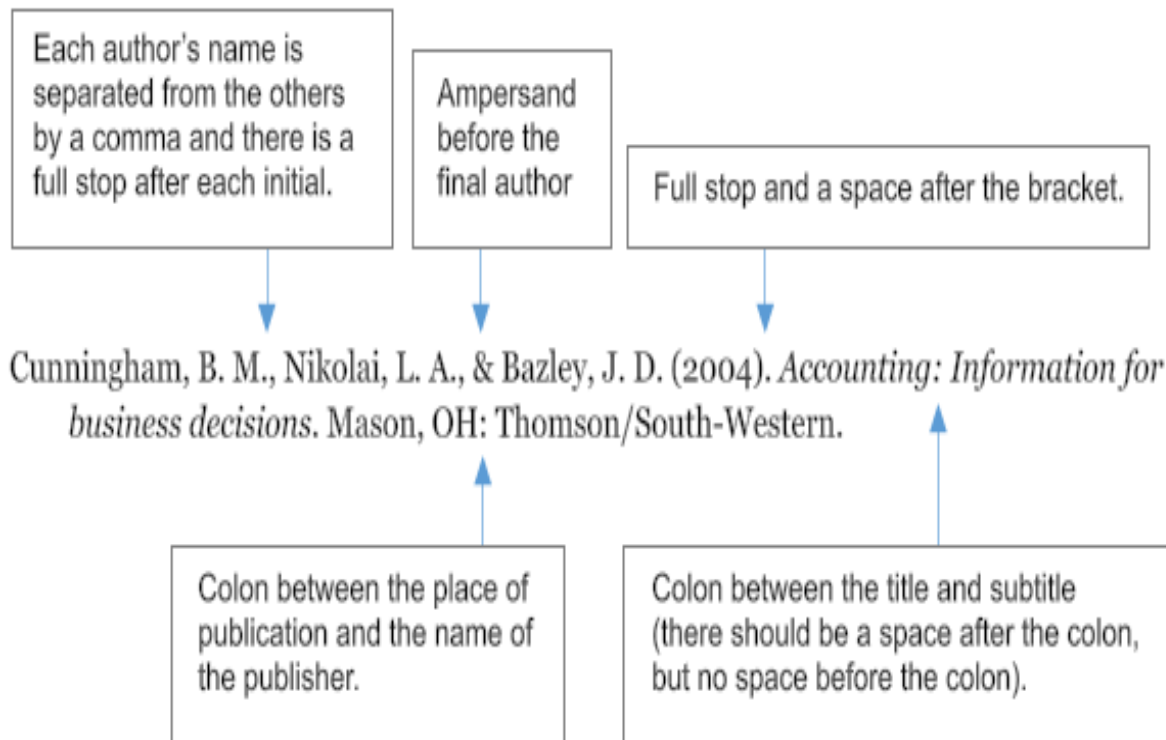 Each author's name is
separated from the others
by a comma and there is a
full stop after each initial.
Ampersand
before the
final author
Full stop and a space after the bracket.
Cunningham, B. M., Nikolai, L. A., & Bazley, J. D. (2004). Accounting: Information for
business decisions. Mason, OH: Thomson/South-Western.
Colon between the place of
publication and the name of
the publisher.
Colon between the title and subtitle
(there should be a space after the colon,
but no space before the colon).